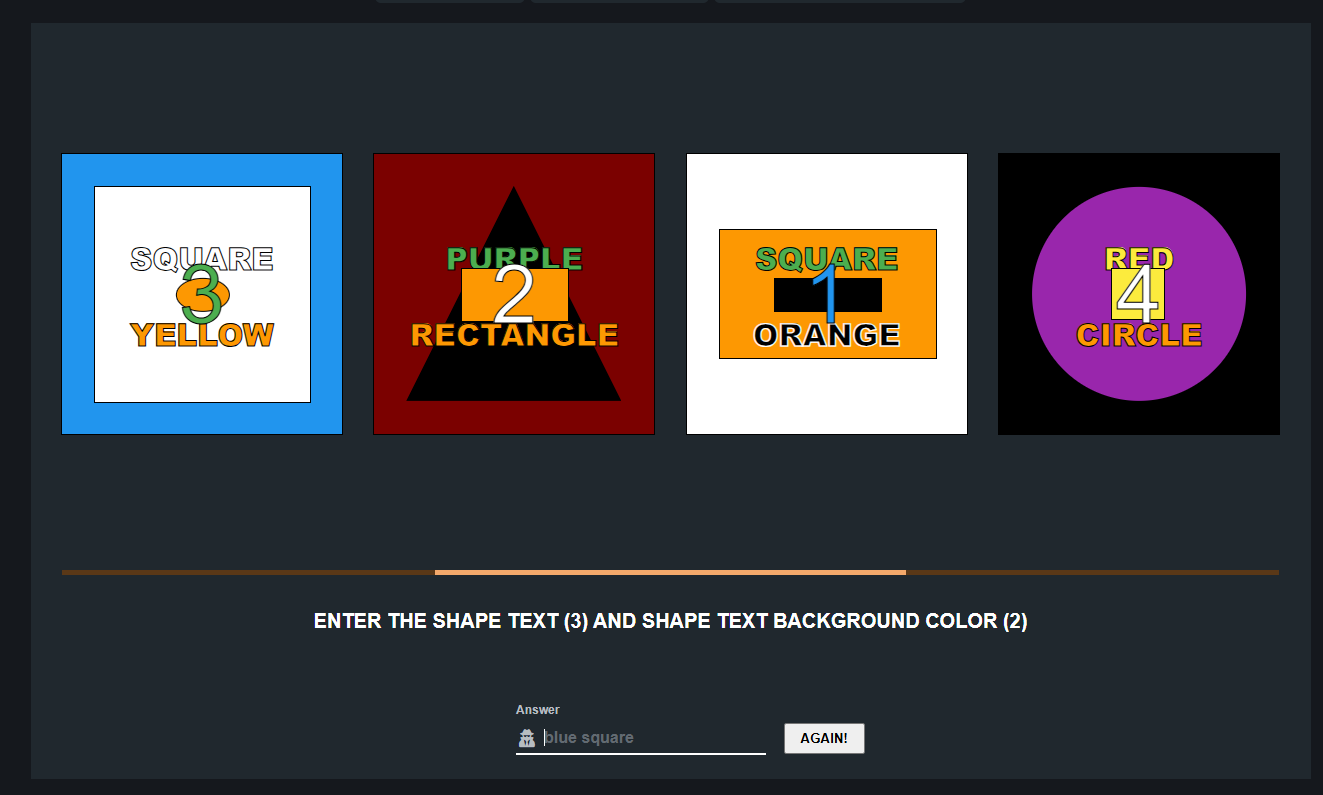 SQUARE
3
YELLOW
PURPLE
2
RECTANGLE
SQUARE
1
ORANGE
RED
4
CIRCLE
ENTER THE SHAPE TEXT (3) AND SHAPE TEXT BACKGROUND COLOR (2)
Answer
blue square
AGAIN!